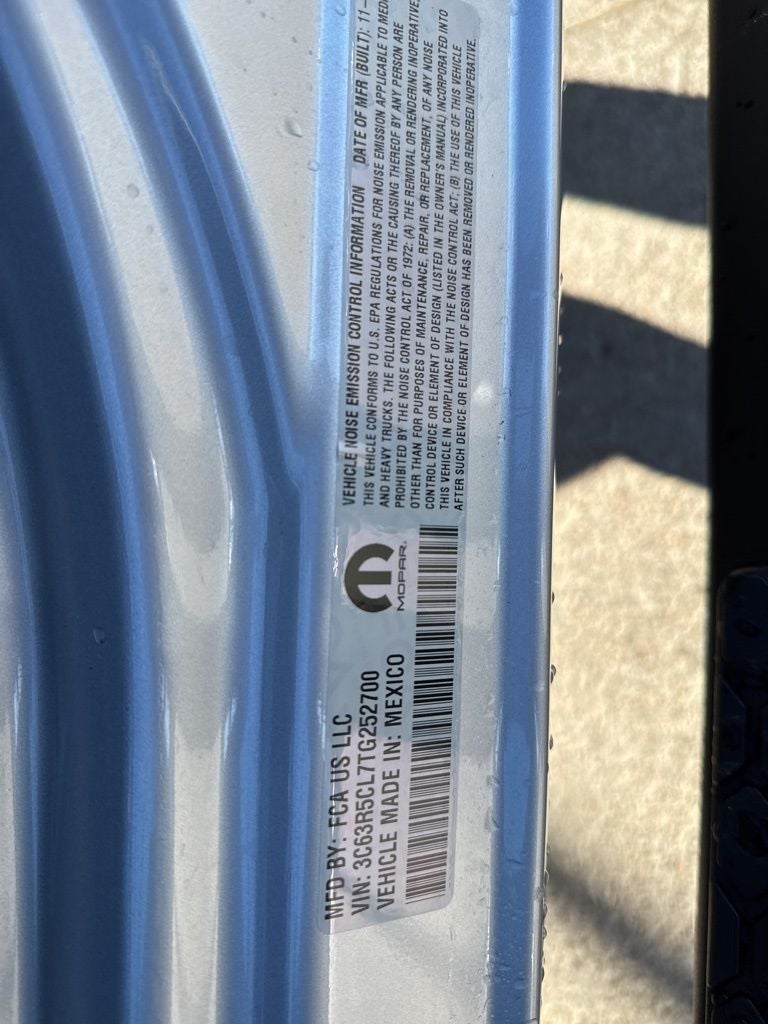 MFD BY: FCA US LLC
VIN: 3C63R5CL7TG252700
VEHICLE MADE IN: MEXICO
MOPAR
VEHICLE NOISE EMISSION CONTROL INFORMATION DATE OF MFR (BUILT): 11-
THIS VEHICLE CONFORMS TO U.S. EPA REGULATIONS FOR NOISE EMISSION APPLICABLE TO MEDI
AND HEAVY TRUCKS. THE FOLLOWING ACTS OR THE CAUSING THEREOF BY ANY PERSON ARE
PROHIBITED BY THE NOISE CONTROL ACT OF 1972: (A) THE REMOVAL OR RENDERING INOPERATIVE,
OTHER THAN FOR PURPOSES OF MAINTENANCE, REPAIR, OR REPLACEMENT, OF ANY NOISE
CONTROL DEVICE OR ELEMENT OF DESIGN (LISTED IN THE OWNER'S MANUAL) INCORPORATED INTO
THIS VEHICLE IN COMPLIANCE WITH THE NOISE CONTROL ACT; (B) THE USE OF THIS VEHICLE
AFTER SUCH DEVICE OR ELEMENT OF DESIGN HAS BEEN REMOVED OR RENDERED INOPERATIVE.